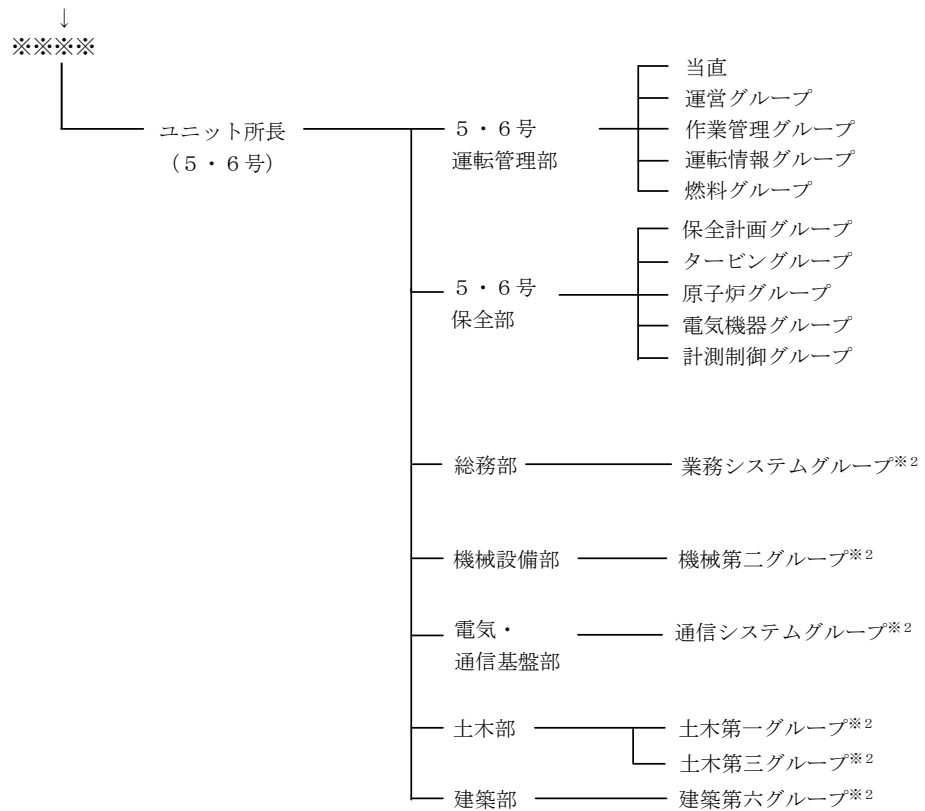 ↓
※※※※
ユニット所長
(5・6号)
5・6号
運転管理部
当直
運営グループ
作業管理グループ
運転情報グループ
燃料グループ
5・6号
保全部
保全計画グループ
タービングループ
原子炉グループ
電気機器グループ
計測制御グループ
総務部
業務システムグループ※2
機械設備部
機械第二グループ※2
電気・
通信基盤部
通信システムグループ※2
土木部
土木第一グループ※2
土木第三グループ※2
建築部
建築第六グループ※2